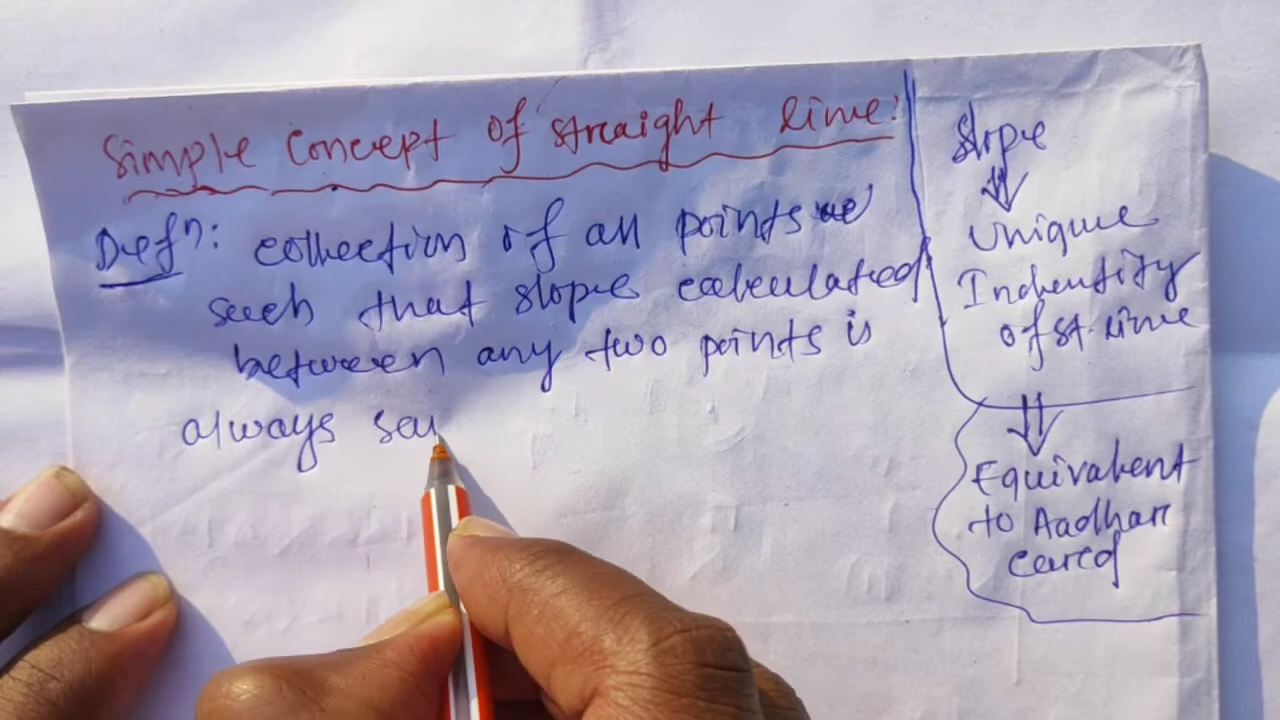 Simple Concept of straight line:
Defn: collection of all points
such that slope calculated
between any two points is
always sam
Slope
Unique
Indentity
of st. line
Equivalent
to Aadhar
card